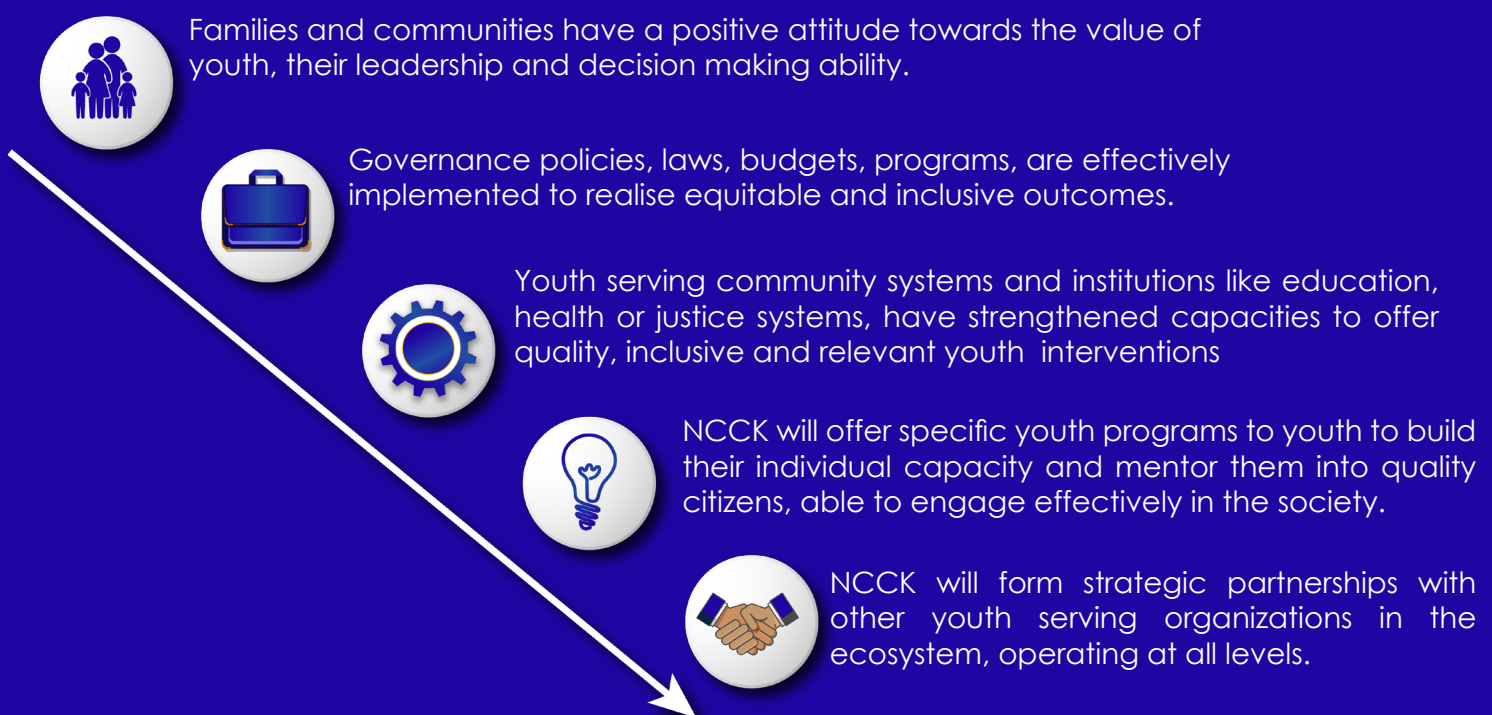 Families and communities have a positive attitude towards the value of
youth, their leadership and decision making ability.
Governance policies, laws, budgets, programs, are effectively
implemented to realise equitable and inclusive outcomes.
Youth serving community systems and institutions like education,
health or justice systems, have strengthened capacities to offer
quality, inclusive and relevant youth interventions
NCCK will offer specific youth programs to youth to build
their individual capacity and mentor them into quality
citizens, able to engage effectively in the society.
NCCK will form strategic partnerships with
other youth serving organizations in the
ecosystem, operating at all levels.